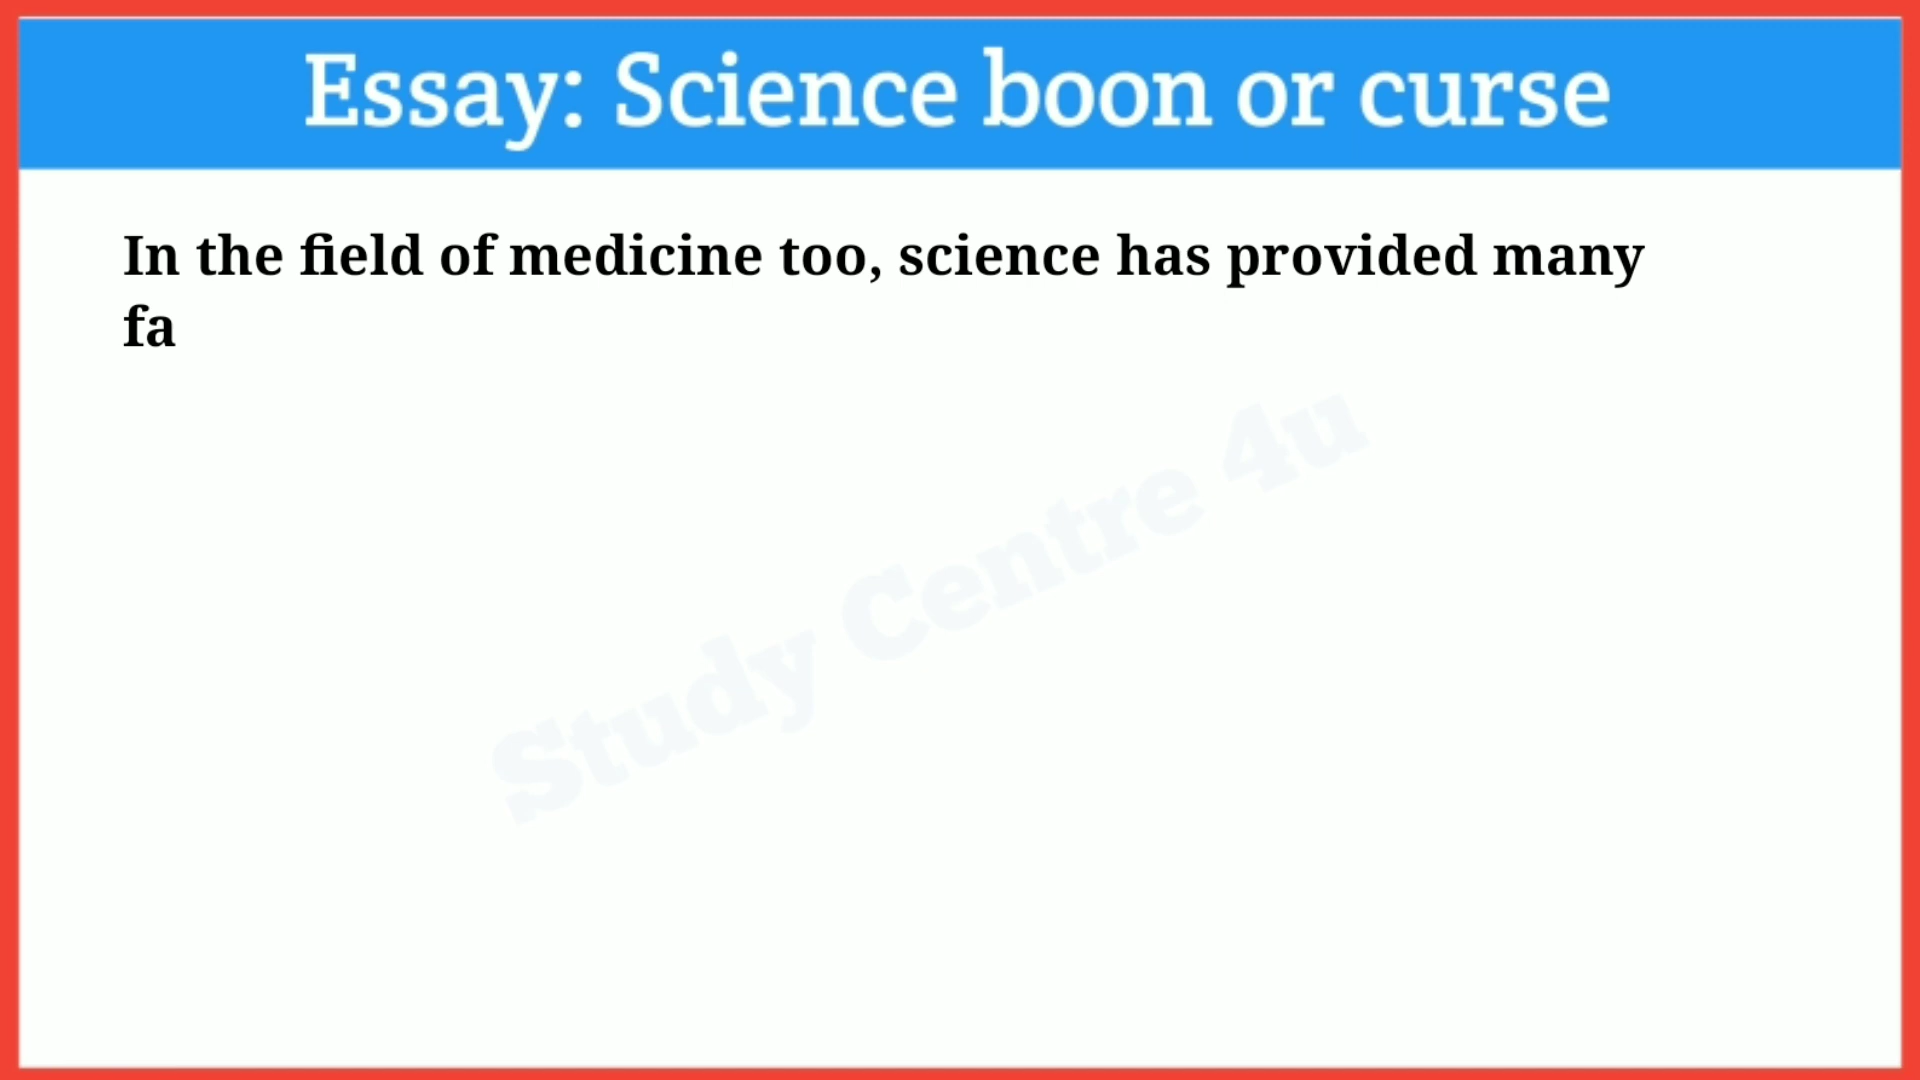 Essay: Science boon or curse
In the field of medicine too, science has provided many
fa
Study Centre 4u